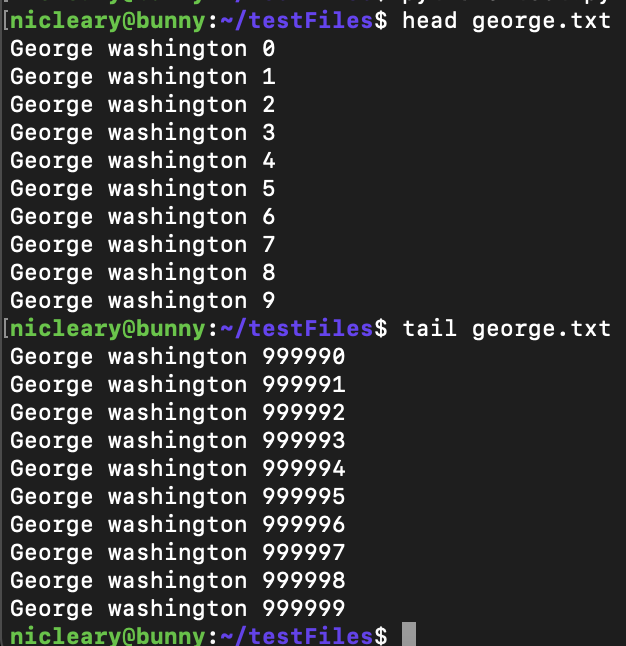 [nicleary@bunny:~/testFiles$ head george.txt
George washington 0
George washington 1
George washington 2
George washington 3
George washington 4
George washington 5
George washington 6
George washington 7
George washington 8
George washington 9
[nicleary@bunny:~/testFiles$ tail george.txt
George washington 999990
George washington 999991
George washington 999992
George washington 999993
George washington 999994
George washington 999995
George washington 999996
George washington 999997
George washington 999998
George washington 999999
nicleary@bunny:~/testFiles$